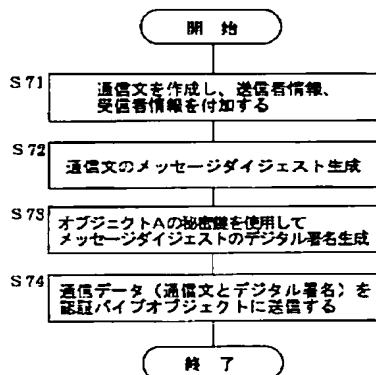 開 始
S71
通信文を作成し、送信者情報、
受信者情報を付加する
S72
通信文のメッセージダイジェスト生成
S73
オブジェクトAの秘密鍵を使用して
メッセージダイジェストのデジタル署名生成
S74
通信データ（通信文とデジタル署名）を
認証パイプオブジェクトに送信する
終 了